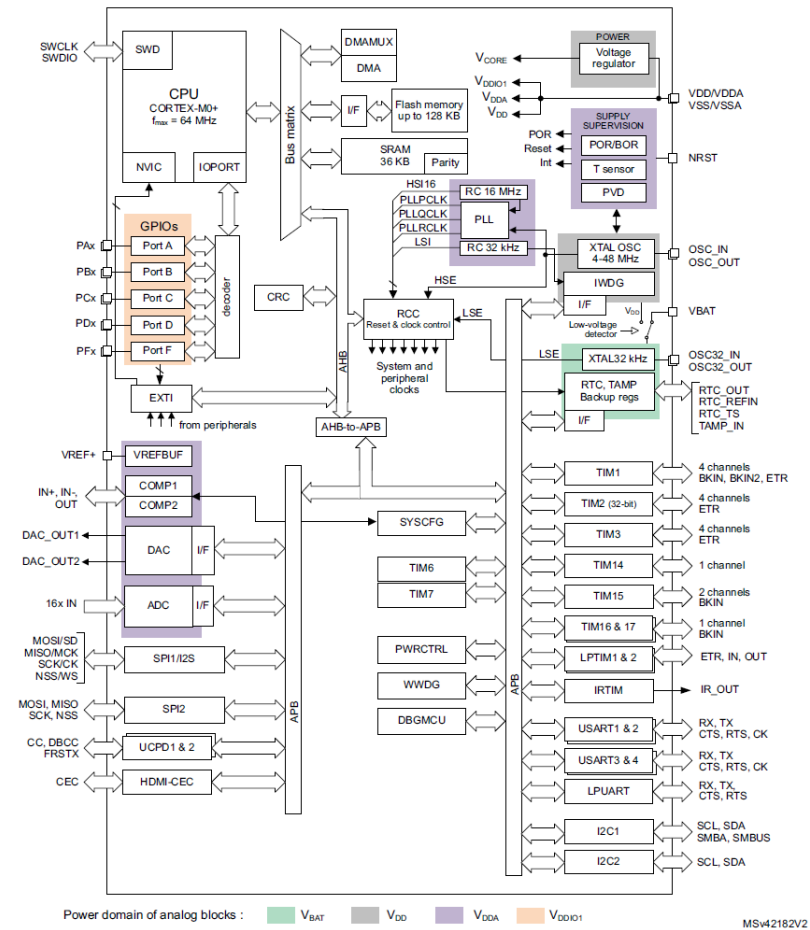 POWER
Voltage
regulator
VCORE
VDDIO1
VDDA
VDD
VDD/VDDA
VSS/VSSA
SWCLK
SWDIO
SWD
CPU
CORTEX-M0+
fmax = 64 MHz
NVIC
IOPORT
Bus matrix
DMAMUX
DMA
I/F
Flash memory
up to 128 KB
SRAM
36 KB
Parity
SUPPLY
SUPERVISION
POR
Reset
Int
POR/BOR
T sensor
PVD
NRST
HSI16
PLLPCLK
PLLQCLK
PLLRCLK
LSI
RC 16 MHz
PLL
RC 32 kHz
GPIOs
PAx
Port A
PBx
Port B
PCx
Port C
PDx
Port D
PFx
Port F
decoder
XTAL OSC
4-48 MHz
OSC_IN
OSC_OUT
IWDG
I/F
HSE
CRC
RCC
Reset & clock control
LSE
VDD
Low-voltage
detector
VBAT
AHB
System and
peripheral
clocks
LSE
XTAL32 kHz
OSC32_IN
OSC32_OUT
RTC, TAMP
Backup regs
I/F
RTC_OUT
RTC_REFIN
RTC_TS
TAMP_IN
EXTI
from peripherals
AHB-to-APB
VREF+
VREFBUF
IN+, IN-,
OUT
COMP1
COMP2
DAC_OUT1
DAC_OUT2
DAC
I/F
16x IN
ADC
I/F
MOSI/SD
MISO/MCK
SCK/CK
NSS/WS
SPI1/I2S
MOSI, MISO
SCK, NSS
SPI2
CC, DBCC
FRSTX
UCPD1 & 2
CEC
HDMI-CEC
APB
SYSCFG
TIM6
TIM7
PWRCTRL
WWDG
DBGMCU
APB
TIM1
4 channels
BKIN, BKIN2, ETR
TIM2 (32-bit)
4 channels
ETR
TIM3
4 channels
ETR
TIM14
1 channel
TIM15
2 channels
BKIN
TIM16 & 17
1 channel
BKIN
LPTIM1 & 2
ETR, IN, OUT
IRTIM
IR_OUT
USART1 & 2
RX, TX
CTS, RTS, CK
USART3 & 4
RX, TX
CTS, RTS, CK
LPUART
RX, TX,
CTS, RTS
I2C1
SCL, SDA
SMBA, SMBUS
I2C2
SCL, SDA
Power domain of analog blocks :
VBAT
VDD
VDDA
VDDIO1
MSv42182V2